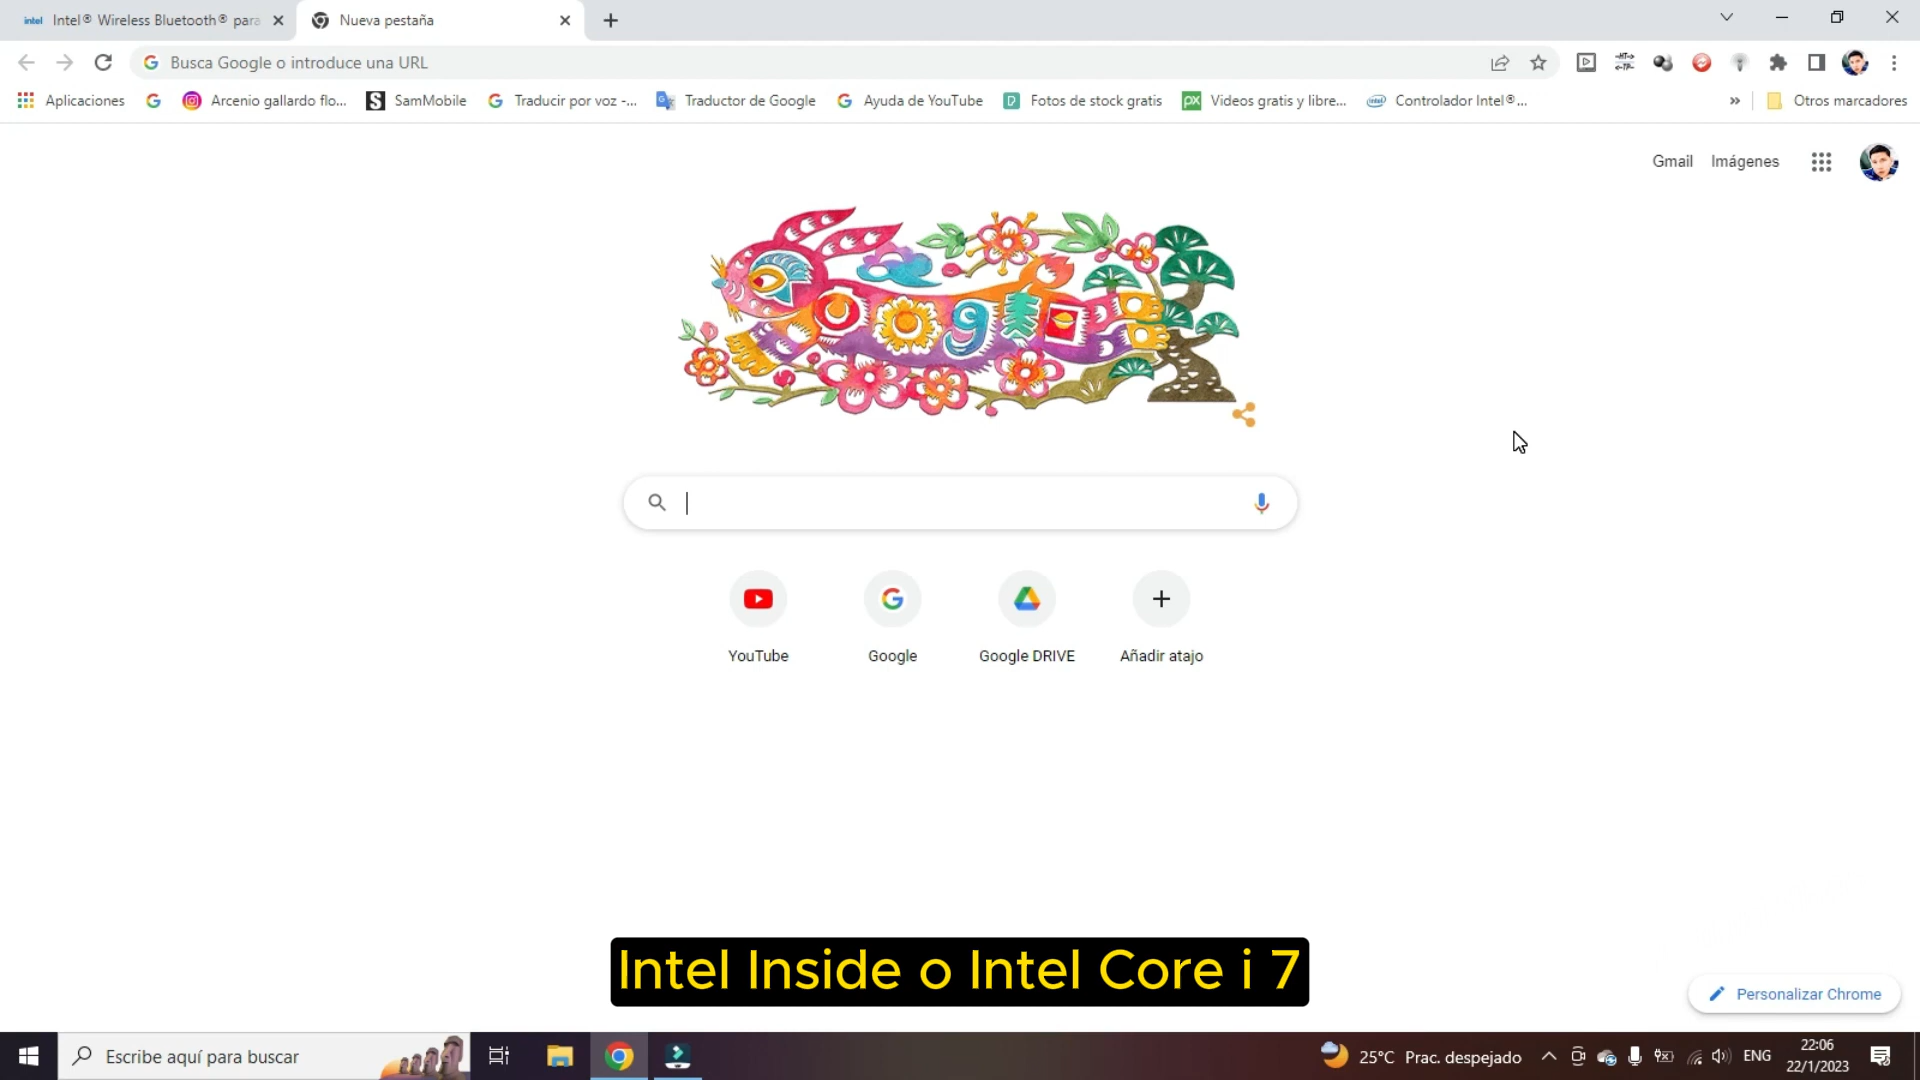 intel Intel® Wireless Bluetooth® para
Nueva pestaña
Busca Google o introduce una URL
Aplicaciones
Arcenio gallardo flo...
SamMobile
Traducir por voz -...
Traductor de Google
Ayuda de YouTube
Fotos de stock gratis
Videos gratis y libre...
Controlador Intel®...
»
Otros marcadores
Gmail
Imágenes
YouTube
Google
Google DRIVE
Añadir atajo
Intel Inside o Intel Core i 7
Personalizar Chrome
Escribe aquí para buscar
25°C Prac. despejado
ENG
22:06
22/1/2023